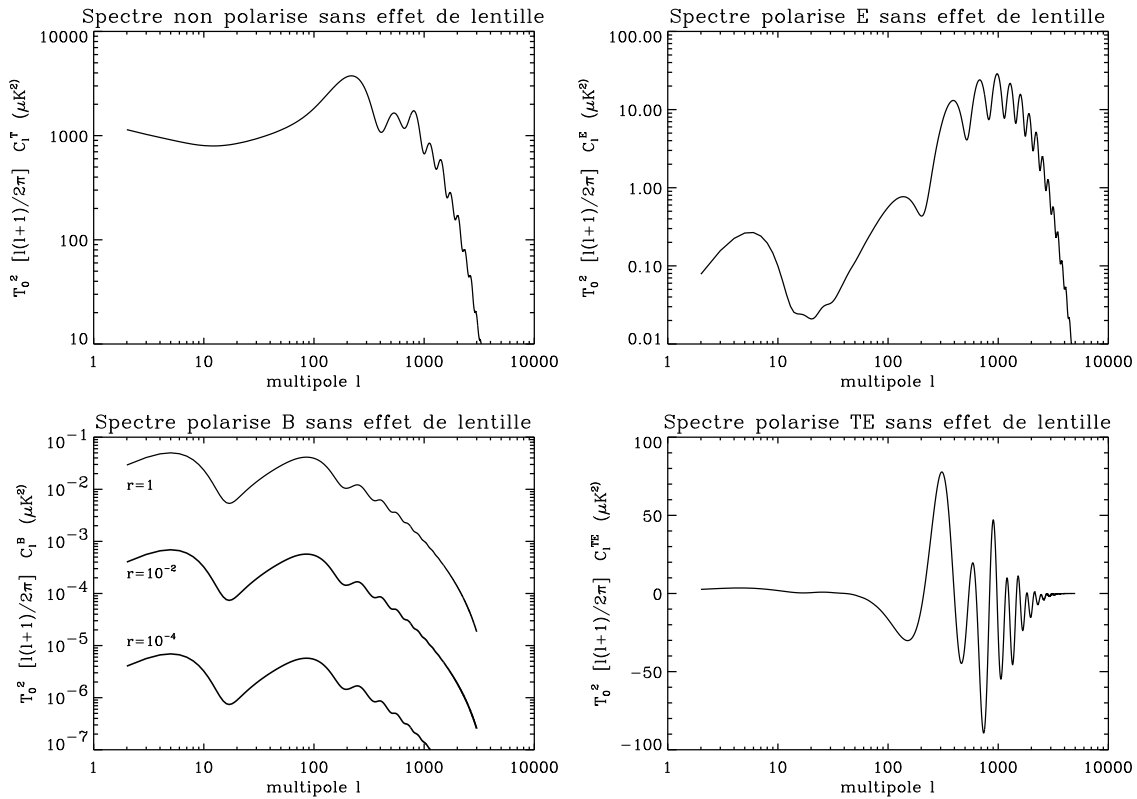 Spectre non polarise sans effet de lentille
10000
1000
100
10
T₀² [l(l+1)/2π] Cₗᵀ (μK²)
1 10 100 1000 10000
multipole l
Spectre polarise E sans effet de lentille
100.00
10.00
1.00
0.10
0.01
T₀² [l(l+1)/2π] Cₗᴱ (μK²)
1 10 100 1000 10000
multipole l
Spectre polarise B sans effet de lentille
10⁻¹
10⁻²
10⁻³
10⁻⁴
10⁻⁵
10⁻⁶
10⁻⁷
T₀² [l(l+1)/2π] Cₗᴮ (μK²)
r=1
r=10⁻²
r=10⁻⁴
1 10 100 1000 10000
multipole l
Spectre polarise TE sans effet de lentille
100
50
0
−50
−100
T₀² [l(l+1)/2π] Cₗᵀᴱ (μK²)
1 10 100 1000 10000
multipole l